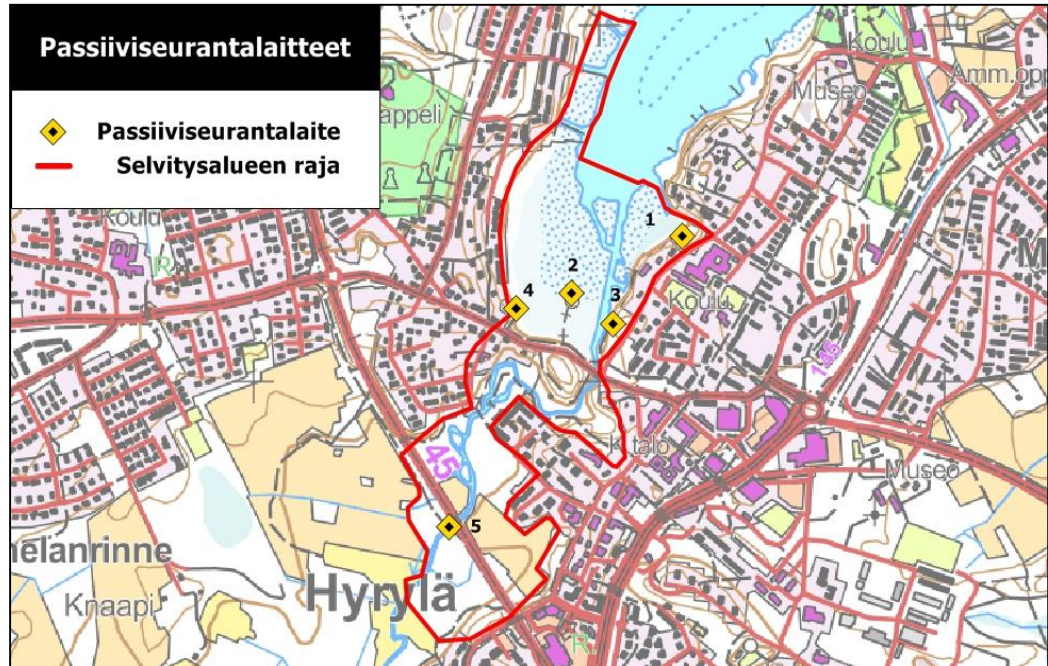 Passiiviseurantalaitteet
Passiiviseurantalaite
Selvitysalueen raja
appeli
Koulu
Museo
Amm.opp
Koulu
R
1
2
3
4
Koulu
M
145
45
K.talo
Museo
5
nelanrinne
Knaapi
Hyrylä
R